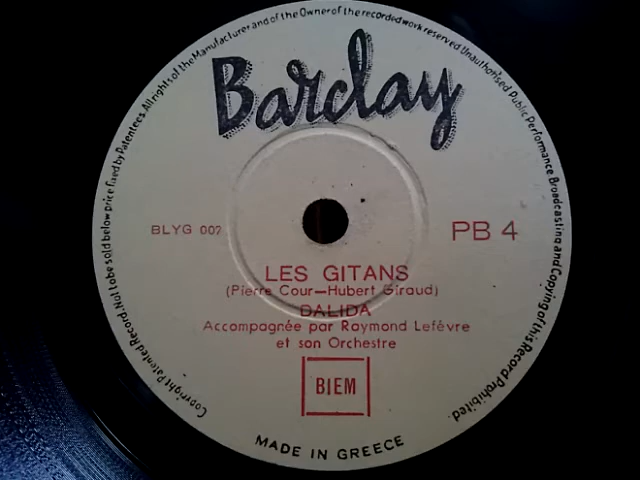 Copyright Patented Record. Not to be sold below price fixed by Patentees. All rights of the Manufacturer and of the Owner of the recorded work reserved Unauthorised Public Performance Broadcasting and Copying of this Record Prohibited.
Barclay
BLYG 007
PB 4
LES GITANS
(Pierre Cour—Hubert Giraud)
DALIDA
Accompagnée par Raymond Lefévre
et son Orchestre
BIEM
MADE IN GREECE